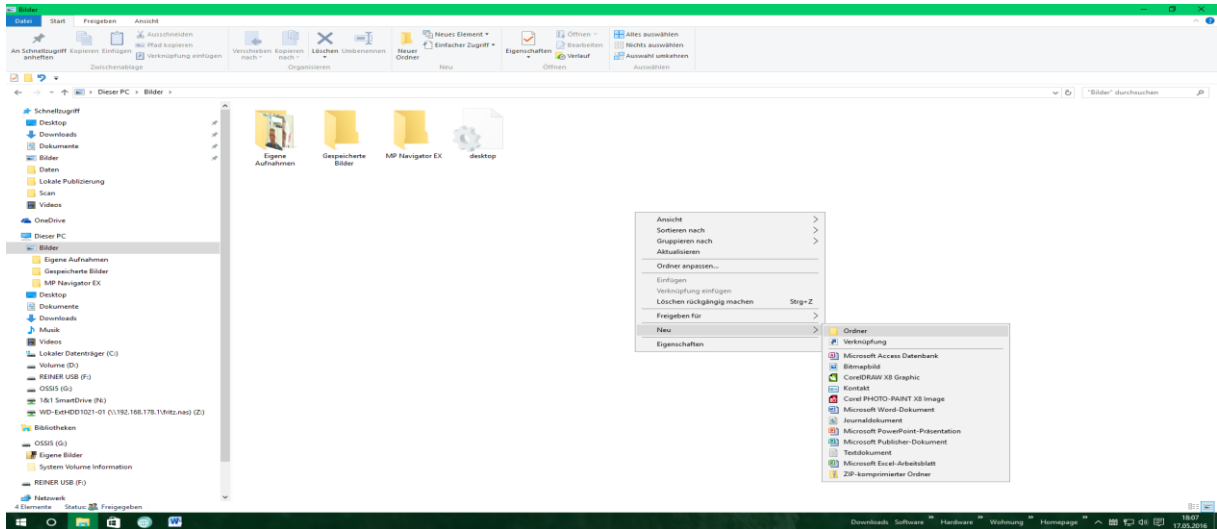 Bilder
Datei Start Freigeben Ansicht
An Schnellzugriff anheften
Kopieren
Einfügen
Ausschneiden
Pfad kopieren
Verknüpfung einfügen
Zwischenablage
Verschieben nach
Kopieren nach
Löschen
Umbenennen
Organisieren
Neuer Ordner
Neues Element
Einfacher Zugriff
Neu
Eigenschaften
Öffnen
Bearbeiten
Verlauf
Öffnen
Alles auswählen
Nichts auswählen
Auswahl umkehren
Auswählen
Dieser PC > Bilder >
"Bilder" durchsuchen
Schnellzugriff
Desktop
Downloads
Dokumente
Bilder
Daten
Lokale Publizierung
Scan
Videos
OneDrive
Dieser PC
Bilder
Eigene Aufnahmen
Gespeicherte Bilder
MP Navigator EX
Desktop
Dokumente
Downloads
Musik
Videos
Lokaler Datenträger (C:)
Volume (D:)
REINER USB (F:)
OSSIS (G:)
1&1 SmartDrive (N:)
WD-ExtHDD1021-01 (\\192.168.178.1\fritz.nas) (Z:)
Bibliotheken
OSSIS (G:)
Eigene Bilder
System Volume Information
REINER USB (F:)
Netzwerk
Eigene Aufnahmen
Gespeicherte Bilder
MP Navigator EX
desktop
Ansicht
Sortieren nach
Gruppieren nach
Aktualisieren
Ordner anpassen...
Einfügen
Verknüpfung einfügen
Löschen rückgängig machen Strg+Z
Freigeben für
Neu
Eigenschaften
Ordner
Verknüpfung
Microsoft Access Datenbank
Bitmapbild
CorelDRAW X8 Graphic
Kontakt
Corel PHOTO-PAINT X8 Image
Microsoft Word-Dokument
Journaldokument
Microsoft PowerPoint-Präsentation
Microsoft Publisher-Dokument
Textdokument
Microsoft Excel-Arbeitsblatt
ZIP-komprimierter Ordner
4 Elemente Status: Freigegeben
Downloads Software » Hardware » Wohnung » Homepage »
18:07
17.05.2016